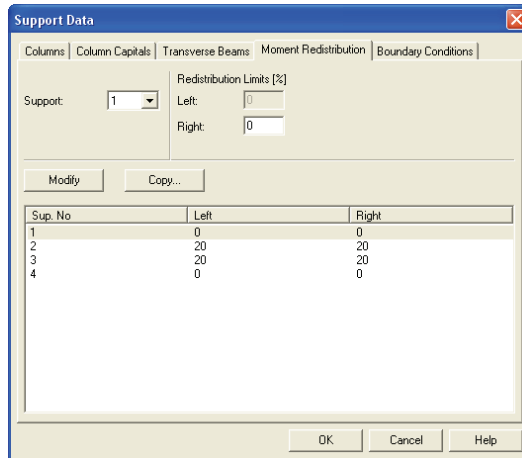 Support Data
Columns Column Capitals Transverse Beams Moment Redistribution Boundary Conditions
Redistribution Limits [%]
Support: 1 Left: 0
Right: 0
Modify Copy...
Sup. No Left Right
1 0 0
2 20 20
3 20 20
4 0 0
OK Cancel Help